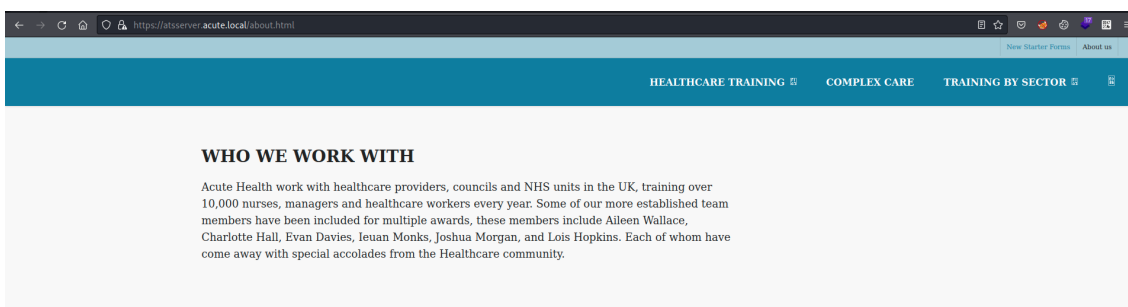 https://atsserver.acute.local/about.html
17
New Starter Forms About us
HEALTHCARE TRAINING COMPLEX CARE TRAINING BY SECTOR
WHO WE WORK WITH
Acute Health work with healthcare providers, councils and NHS units in the UK, training over
10,000 nurses, managers and healthcare workers every year. Some of our more established team
members have been included for multiple awards, these members include Aileen Wallace,
Charlotte Hall, Evan Davies, Ieuan Monks, Joshua Morgan, and Lois Hopkins. Each of whom have
come away with special accolades from the Healthcare community.